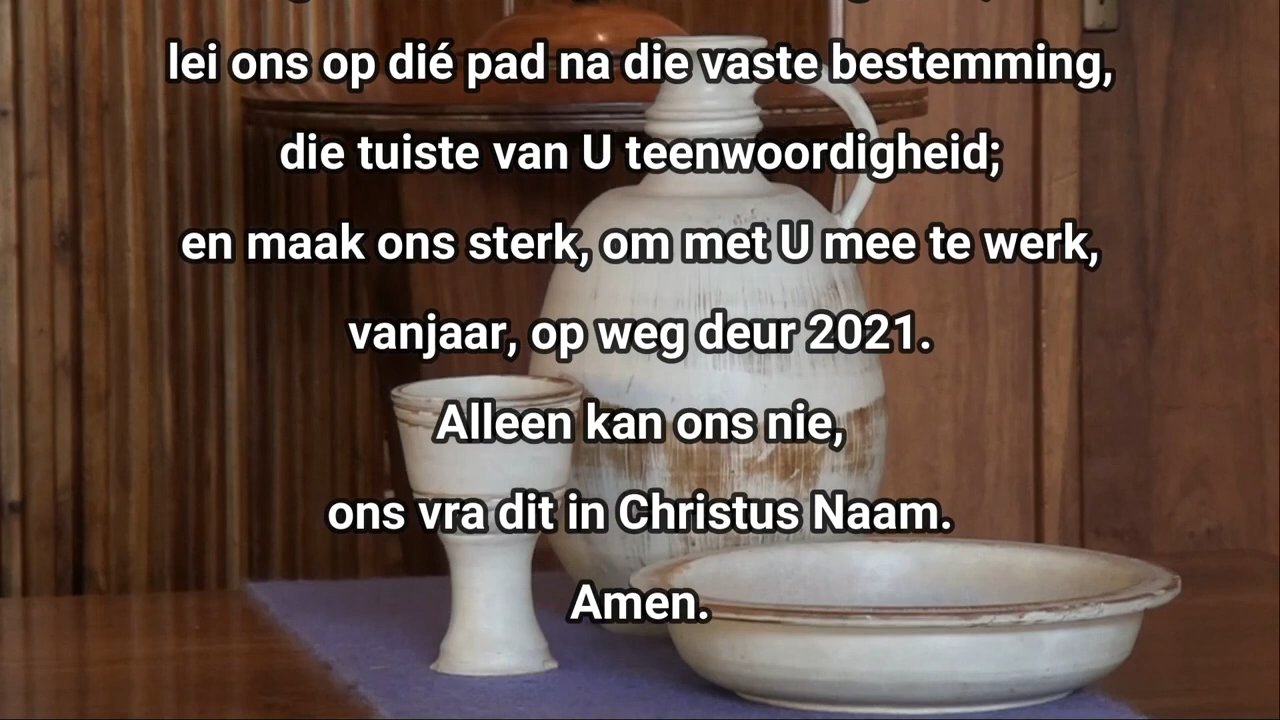 lei ons op dié pad na die vaste bestemming,
die tuiste van U teenwoordigheid;
en maak ons sterk, om met U mee te werk,
vanjaar, op weg deur 2021.
Alleen kan ons nie,
ons vra dit in Christus Naam.
Amen.